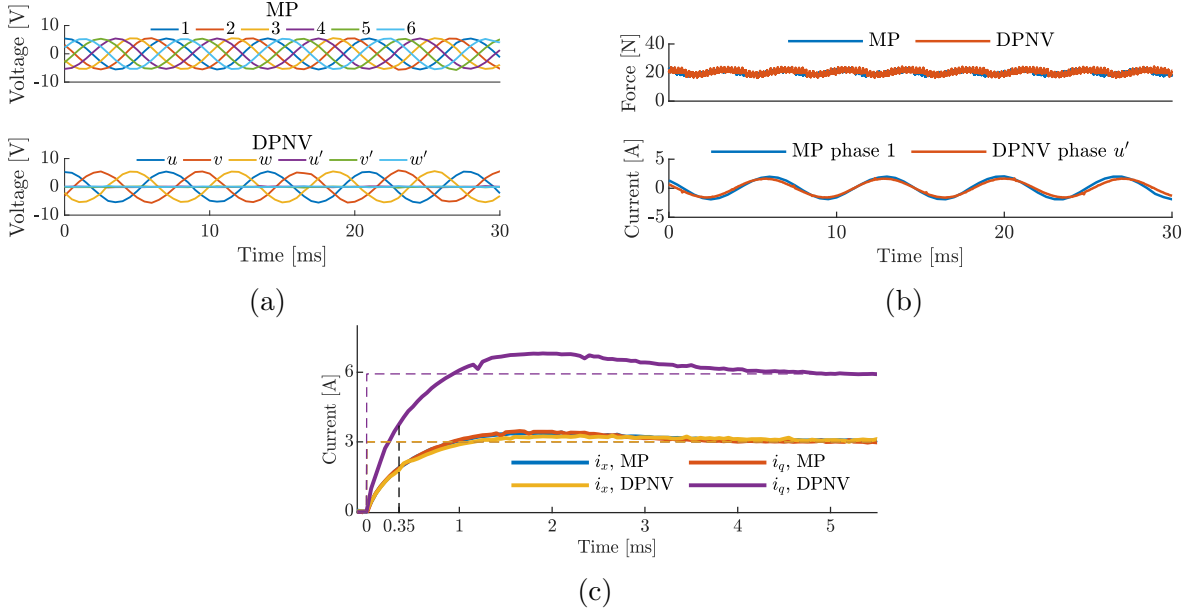 MP
1 2 3 4 5 6
Voltage [V]
10
0
-10
DPNV
u v w u′ v′ w′
Voltage [V]
10
0
-10
0 10 20 30
Time [ms]
(a)
MP DPNV
Force [N]
40
20
0
MP phase 1 DPNV phase u′
Current [A]
5
0
-5
0 10 20 30
Time [ms]
(b)
Current [A]
6
3
0
i_x, MP i_q, MP
i_x, DPNV i_q, DPNV
0 0.35 1 2 3 4 5
Time [ms]
(c)